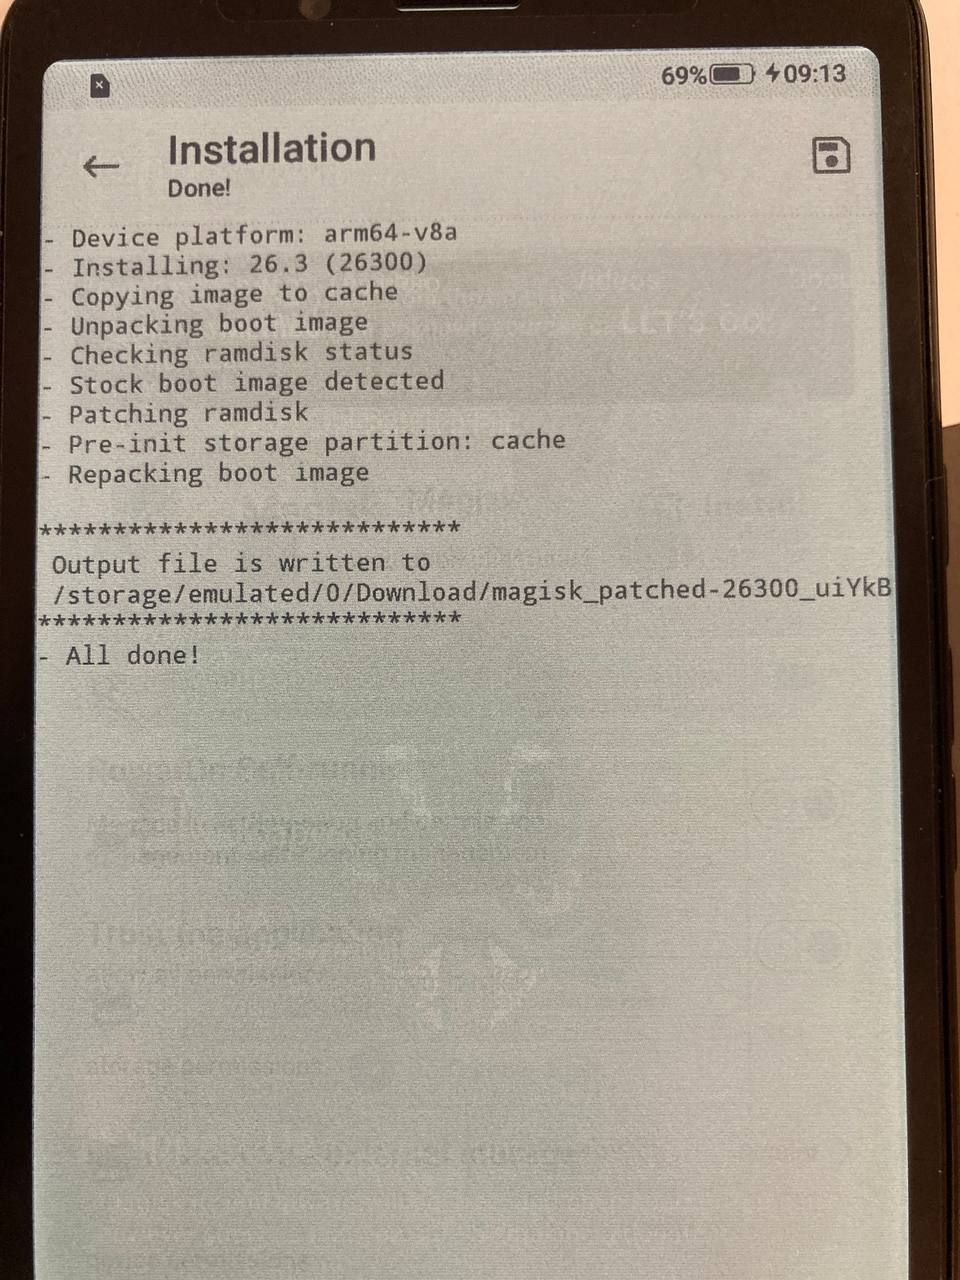 69% 09:13
Installation
Done!
- Device platform: arm64-v8a
- Installing: 26.3 (26300)
- Copying image to cache
- Unpacking boot image
- Checking ramdisk status
- Stock boot image detected
- Patching ramdisk
- Pre-init storage partition: cache
- Repacking boot image
****************************
Output file is written to
/storage/emulated/0/Download/magisk_patched-26300_uiYkB
****************************
- All done!